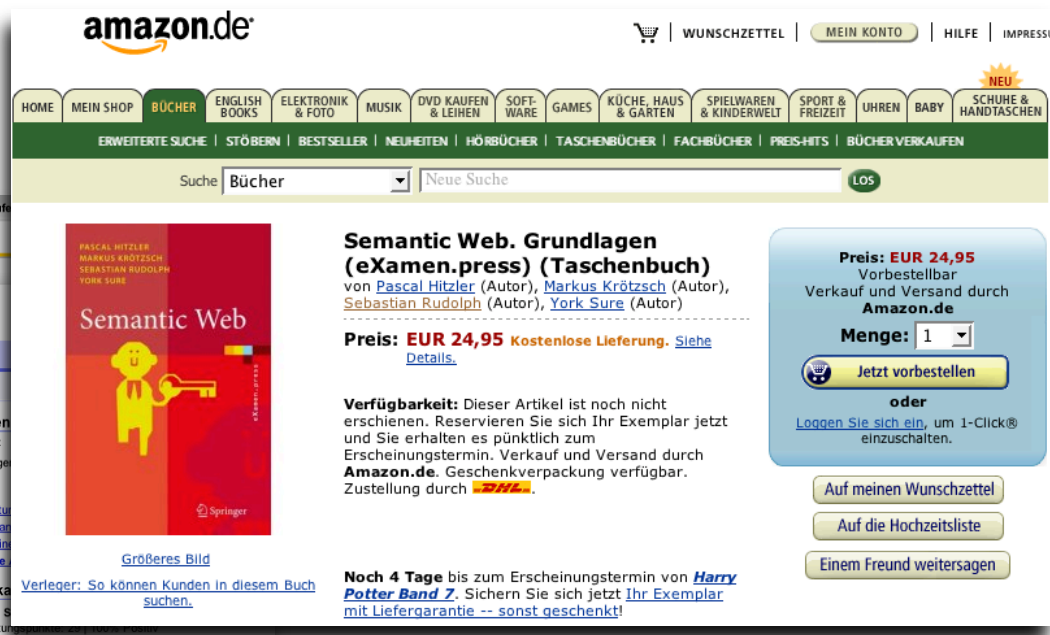 amazon.de
WUNSCHZETTEL | MEIN KONTO | HILFE | IMPRESSU
NEU
HOME
MEIN SHOP
BÜCHER
ENGLISH
BOOKS
ELEKTRONIK
& FOTO
MUSIK
DVD KAUFEN
& LEIHEN
SOFT-
WARE
GAMES
KÜCHE, HAUS
& GARTEN
SPIELWAREN
& KINDERWELT
SPORT &
FREIZEIT
UHREN
BABY
SCHUHE &
HANDTASCHEN
ERWEITERTE SUCHE | STÖBERN | BESTSELLER | NEUHEITEN | HÖRBÜCHER | TASCHENBÜCHER | FACHBÜCHER | PREIS-HITS | BÜCHER VERKAUFEN
Suche Bücher Neue Suche LOS
PASCAL HITZLER
MARKUS KRÖTZSCH
SEBASTIAN RUDOLPH
YORK SURE
Semantic Web
eXamen.press
Springer
Größeres Bild
Verleger: So können Kunden in diesem Buch
suchen.
Semantic Web. Grundlagen
(eXamen.press) (Taschenbuch)
von Pascal Hitzler (Autor), Markus Krötzsch (Autor),
Sebastian Rudolph (Autor), York Sure (Autor)
Preis: EUR 24,95 Kostenlose Lieferung. Siehe
Details.
Verfügbarkeit: Dieser Artikel ist noch nicht
erschienen. Reservieren Sie sich Ihr Exemplar jetzt
und Sie erhalten es pünktlich zum
Erscheinungstermin. Verkauf und Versand durch
Amazon.de. Geschenkverpackung verfügbar.
Zustellung durch DHL.
Noch 4 Tage bis zum Erscheinungstermin von Harry
Potter Band 7. Sichern Sie sich jetzt Ihr Exemplar
mit Liefergarantie -- sonst geschenkt!
Preis: EUR 24,95
Vorbestellbar
Verkauf und Versand durch
Amazon.de
Menge: 1
Jetzt vorbestellen
oder
Loggen Sie sich ein, um 1-Click®
einzuschalten.
Auf meinen Wunschzettel
Auf die Hochzeitsliste
Einem Freund weitersagen